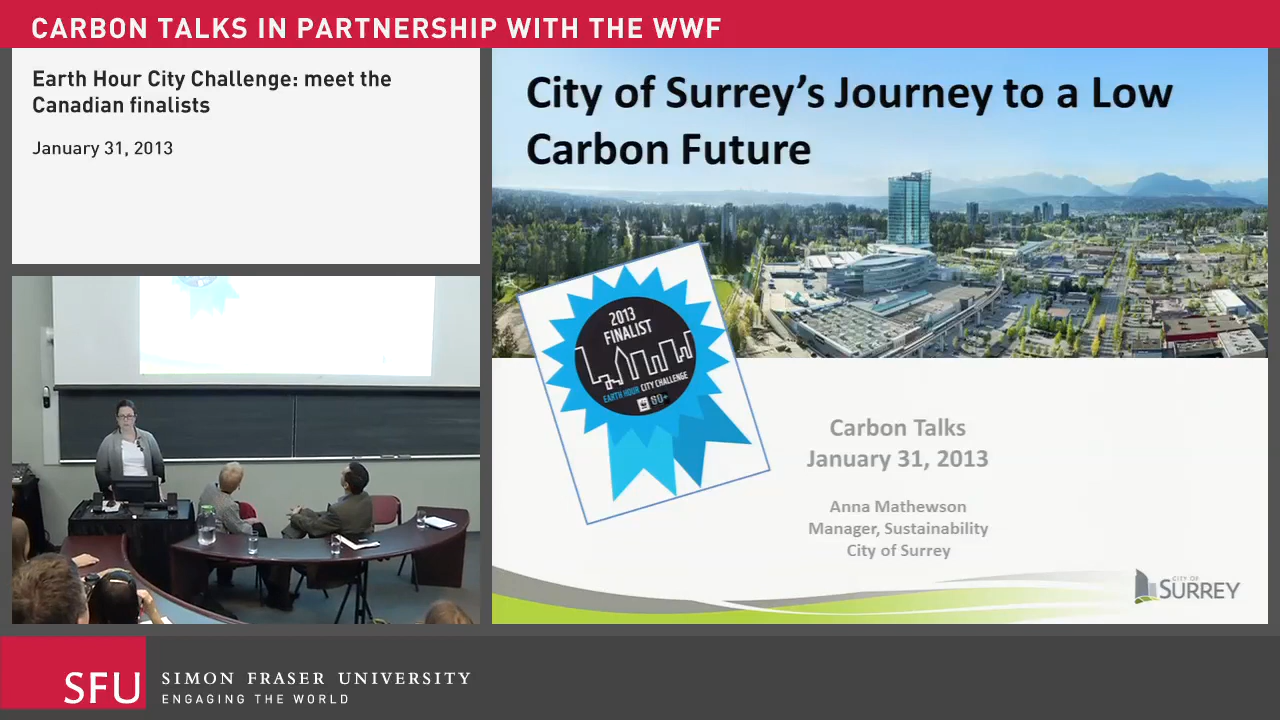 CARBON TALKS IN PARTNERSHIP WITH THE WWF
Earth Hour City Challenge: meet the
Canadian finalists
January 31, 2013
City of Surrey's Journey to a Low
Carbon Future
2013
FINALIST
EARTH HOUR CITY CHALLENGE
60+
Carbon Talks
January 31, 2013
Anna Mathewson
Manager, Sustainability
City of Surrey
CITY OF
SURREY
SFU
SIMON FRASER UNIVERSITY
ENGAGING THE WORLD